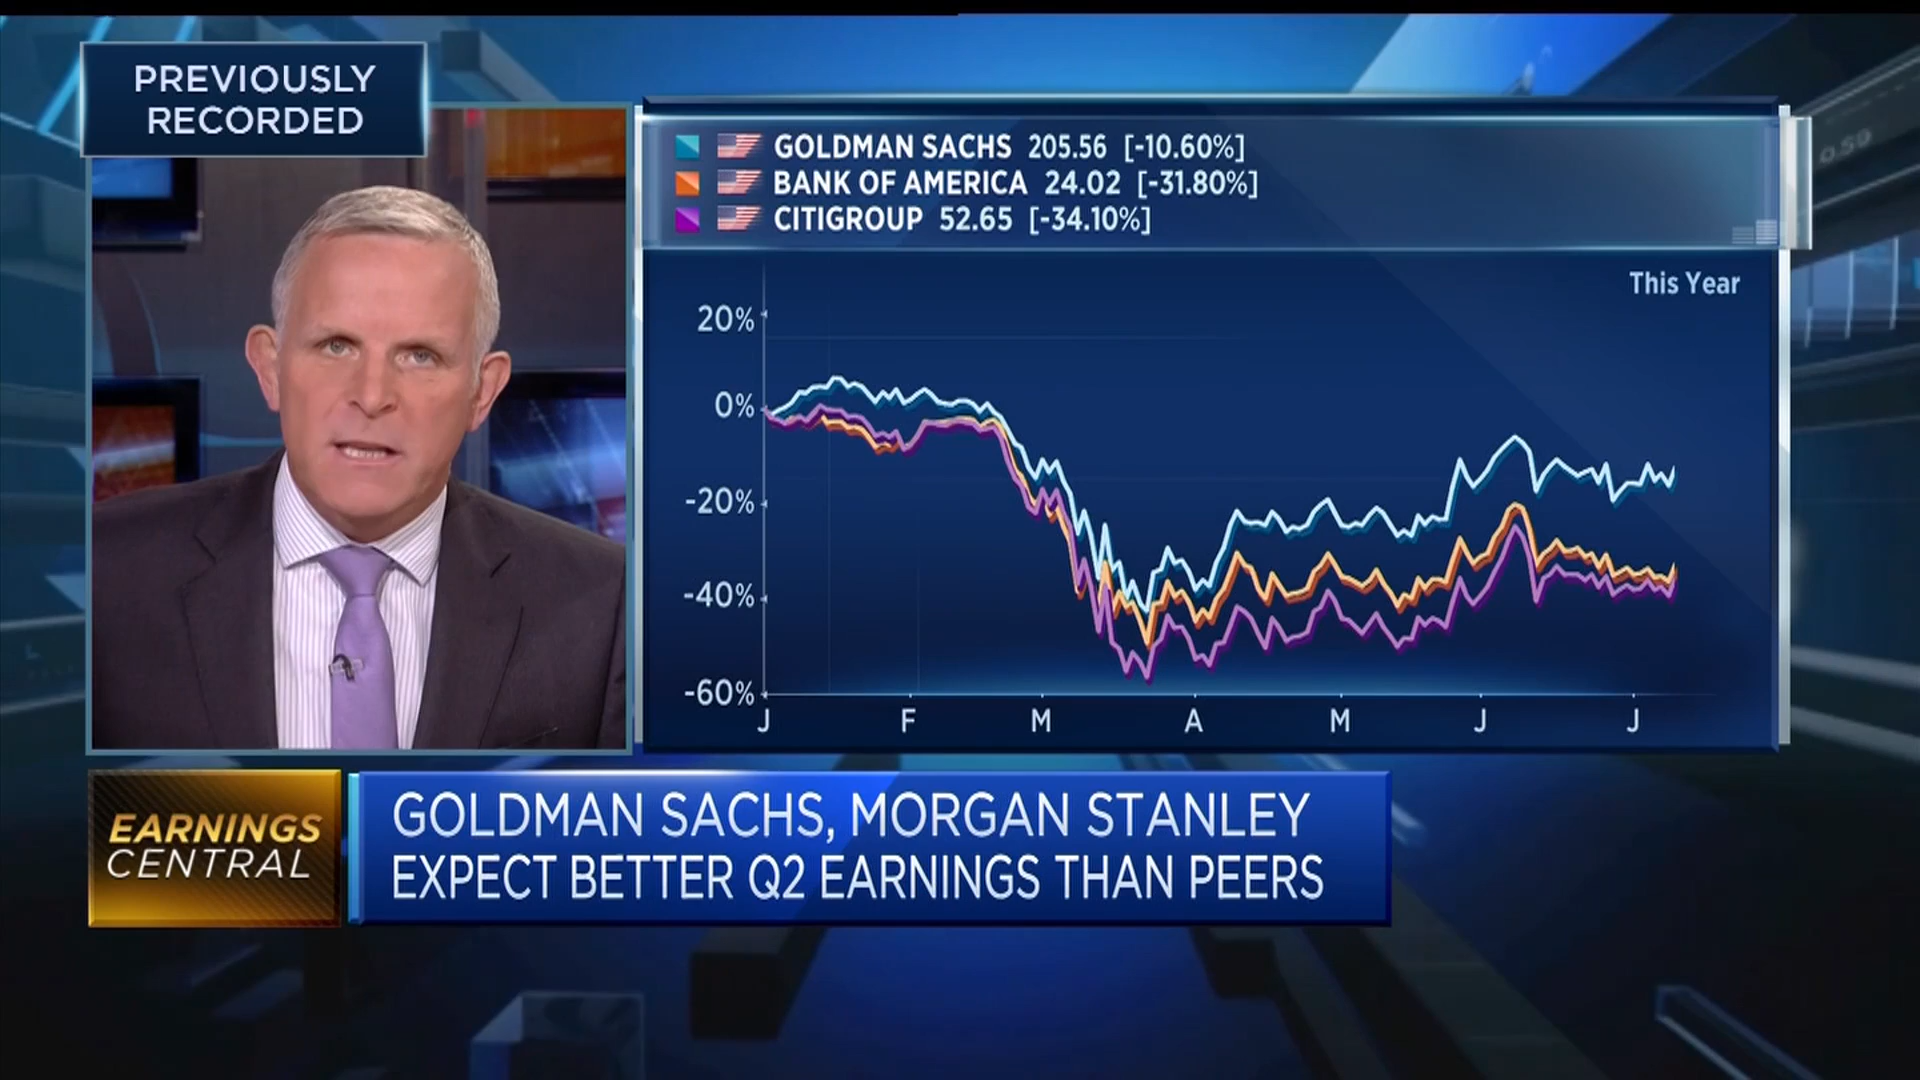 PREVIOUSLY
RECORDED
GOLDMAN SACHS 205.56 [-10.60%]
BANK OF AMERICA 24.02 [-31.80%]
CITIGROUP 52.65 [-34.10%]
This Year
20%
0%
-20%
-40%
-60%
J F M A M J J
EARNINGS
CENTRAL
GOLDMAN SACHS, MORGAN STANLEY
EXPECT BETTER Q2 EARNINGS THAN PEERS
0.50